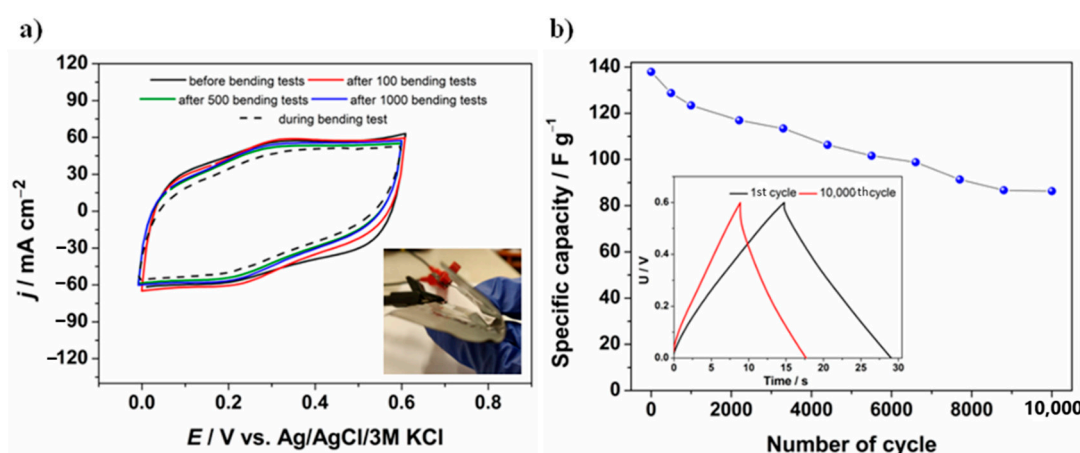 a)
120
90
60
30
0
−30
−60
−90
−120
j / mA cm⁻²
before bending tests
after 100 bending tests
after 500 bending tests
after 1000 bending tests
during bending test
0.0 0.2 0.4 0.6 0.8
E / V vs. Ag/AgCl/3M KCl
b)
140
120
100
80
60
40
20
0
Specific capacity / F g⁻¹
1st cycle 10,000th cycle
0.6
0.4
0.2
0.0
U / V
0 5 10 15 20 25 30
Time / s
0 2000 4000 6000 8000 10,000
Number of cycle